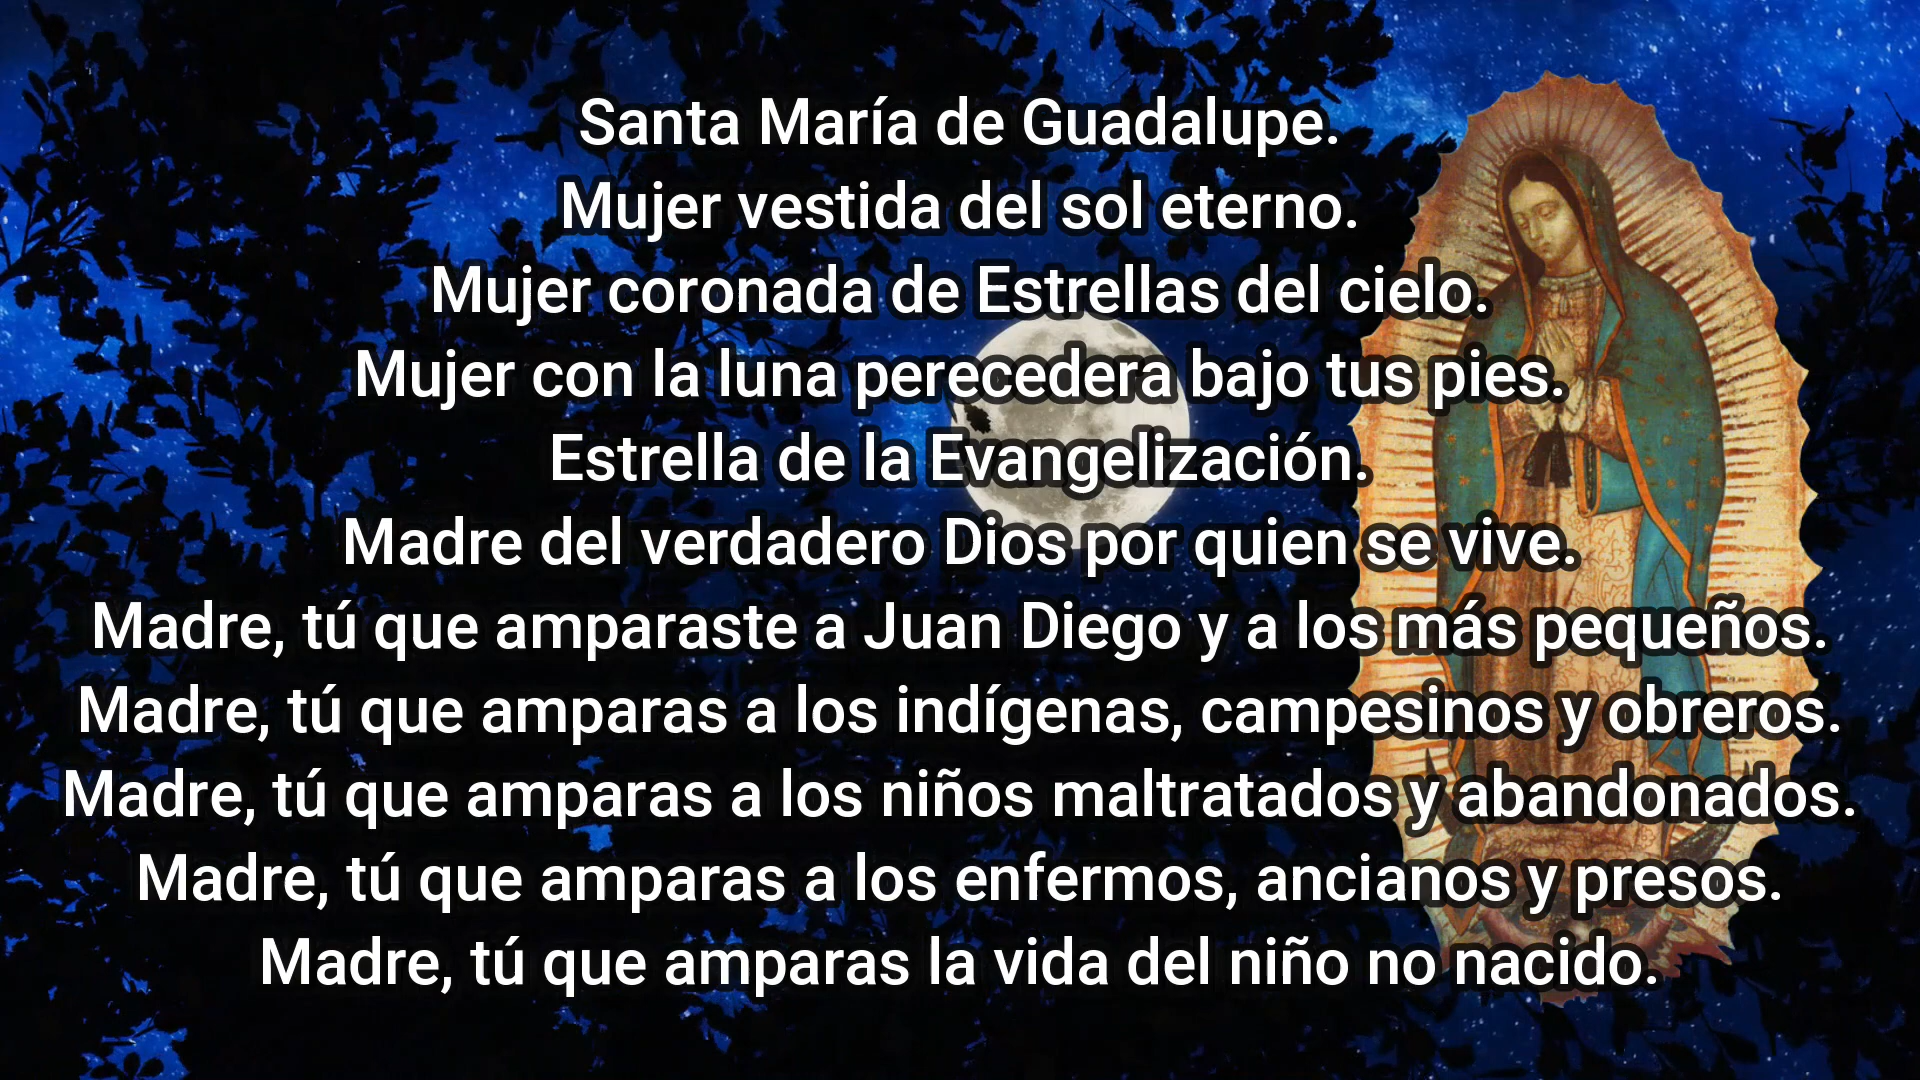 Santa María de Guadalupe.
Mujer vestida del sol eterno.
Mujer coronada de Estrellas del cielo.
Mujer con la luna perecedera bajo tus pies.
Estrella de la Evangelización.
Madre del verdadero Dios por quien se vive.
Madre, tú que amparaste a Juan Diego y a los más pequeños.
Madre, tú que amparas a los indígenas, campesinos y obreros.
Madre, tú que amparas a los niños maltratados y abandonados.
Madre, tú que amparas a los enfermos, ancianos y presos.
Madre, tú que amparas la vida del niño no nacido.